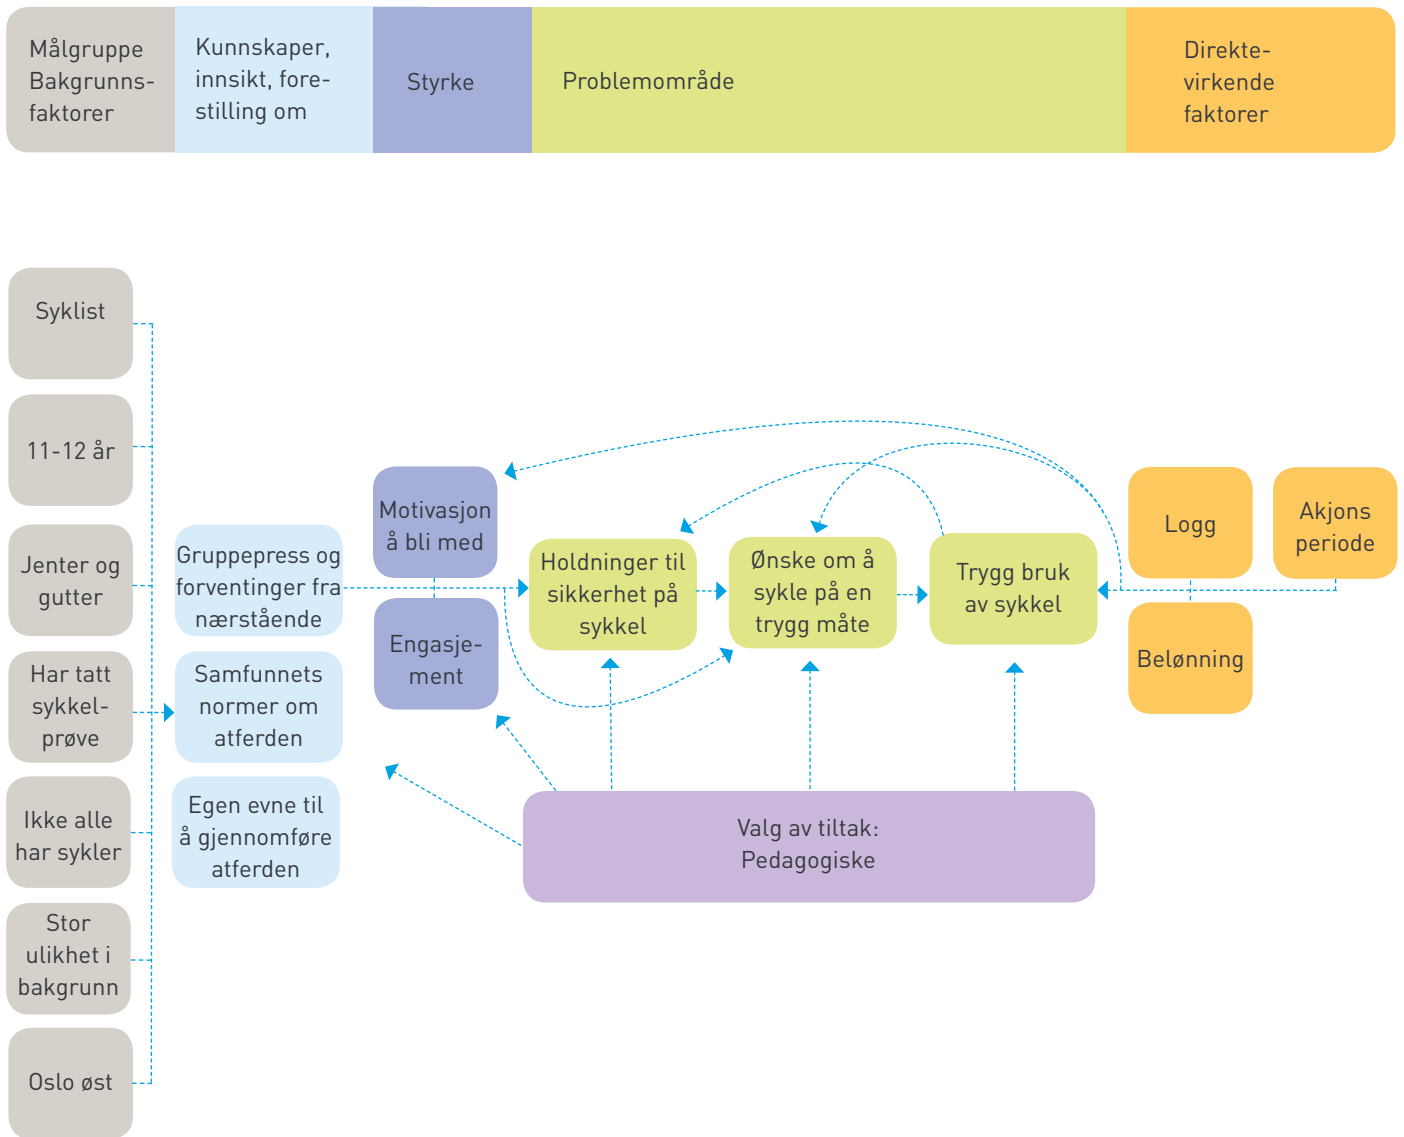 Målgruppe
Bakgrunns-
faktorer
Kunnskaper,
innsikt, fore-
stilling om
Styrke
Problemområde
Direkte-
virkende
faktorer
Syklist
11-12 år
Jenter og
gutter
Har tatt
sykkel-
prøve
Ikke alle
har sykler
Stor
ulikhet i
bakgrunn
Oslo øst
Gruppepress og
forventinger fra
nærstående
Samfunnets
normer om
atferden
Egen evne til
å gjennomføre
atferden
Motivasjon
å bli med
Engasje-
ment
Holdninger til
sikkerhet på
sykkel
Ønske om å
sykle på en
trygg måte
Trygg bruk
av sykkel
Valg av tiltak:
Pedagogiske
Logg
Belønning
Akjons
periode